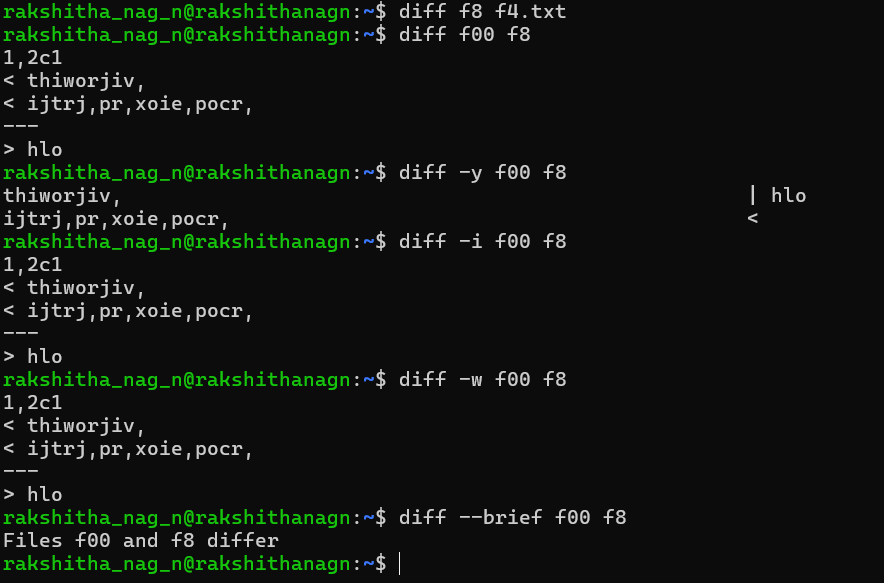 rakshitha_nag_n@rakshithanagn:~$ diff f8 f4.txt
rakshitha_nag_n@rakshithanagn:~$ diff f00 f8
1,2c1
< thiworjiv,
< ijtrj,pr,xoie,pocr,
---
> hlo
rakshitha_nag_n@rakshithanagn:~$ diff -y f00 f8
thiworjiv, | hlo
ijtrj,pr,xoie,pocr, <
rakshitha_nag_n@rakshithanagn:~$ diff -i f00 f8
1,2c1
< thiworjiv,
< ijtrj,pr,xoie,pocr,
---
> hlo
rakshitha_nag_n@rakshithanagn:~$ diff -w f00 f8
1,2c1
< thiworjiv,
< ijtrj,pr,xoie,pocr,
---
> hlo
rakshitha_nag_n@rakshithanagn:~$ diff --brief f00 f8
Files f00 and f8 differ
rakshitha_nag_n@rakshithanagn:~$